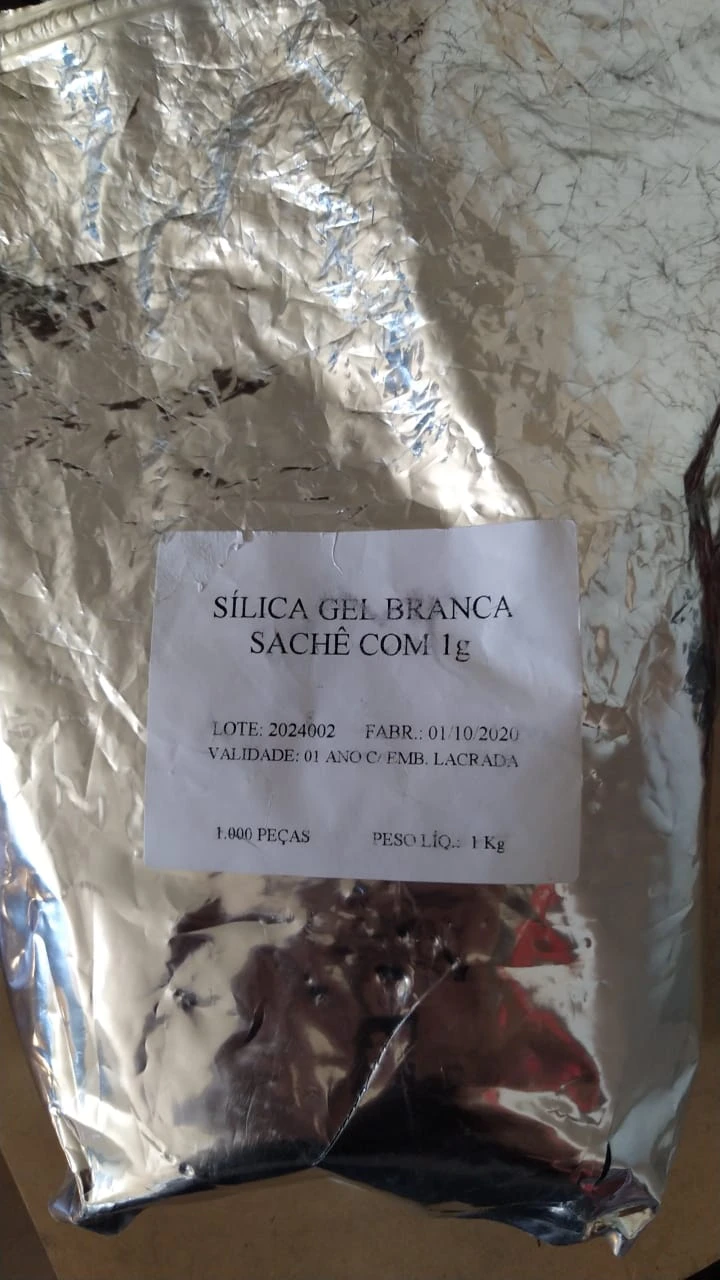 SÍLICA GEL BRANCA
SACHÊ COM 1g
LOTE: 2024002 FABR.: 01/10/2020
VALIDADE: 01 ANO C/ EMB. LACRADA
1.000 PEÇAS PESO LÍQ.: 1 Kg